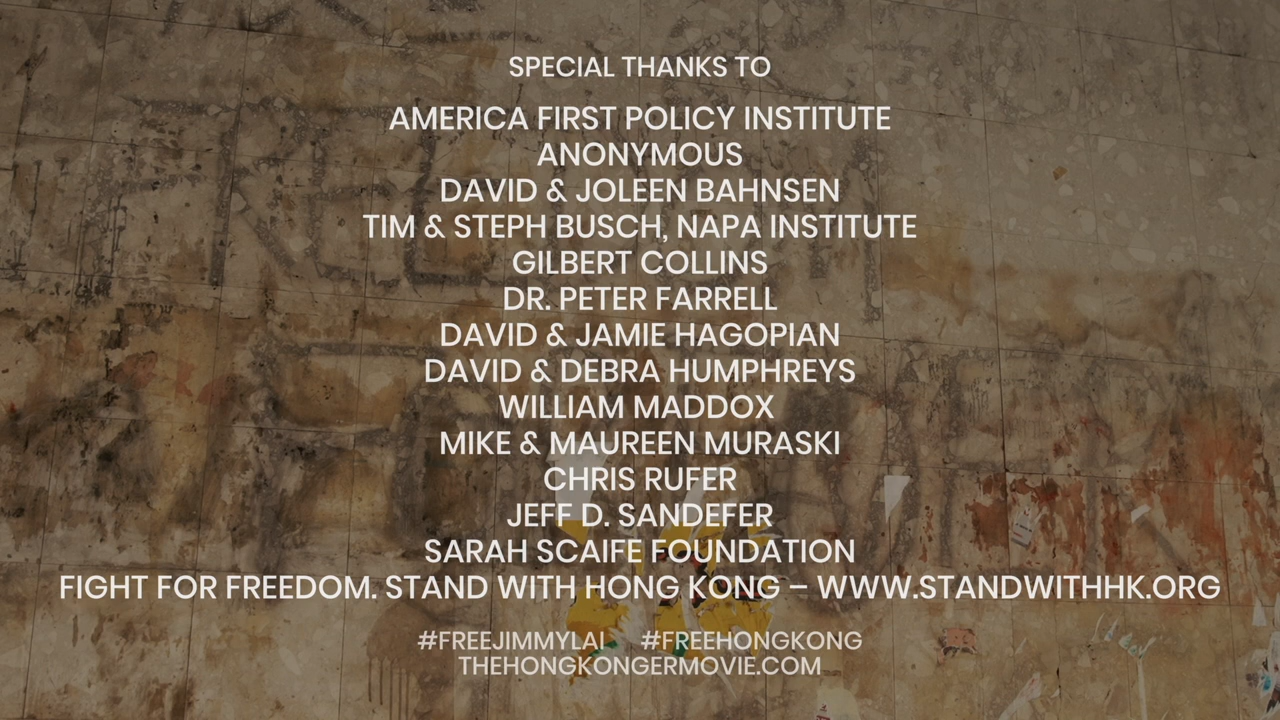 SPECIAL THANKS TO
AMERICA FIRST POLICY INSTITUTE
ANONYMOUS
DAVID & JOLEEN BAHNSEN
TIM & STEPH BUSCH, NAPA INSTITUTE
GILBERT COLLINS
DR. PETER FARRELL
DAVID & JAMIE HAGOPIAN
DAVID & DEBRA HUMPHREYS
WILLIAM MADDOX
MIKE & MAUREEN MURASKI
CHRIS RUFER
JEFF D. SANDEFER
SARAH SCAIFE FOUNDATION
FIGHT FOR FREEDOM. STAND WITH HONG KONG – WWW.STANDWITHHK.ORG
#FREEJIMMYLAI #FREEHONGKONG
THEHONGKONGERMOVIE.COM